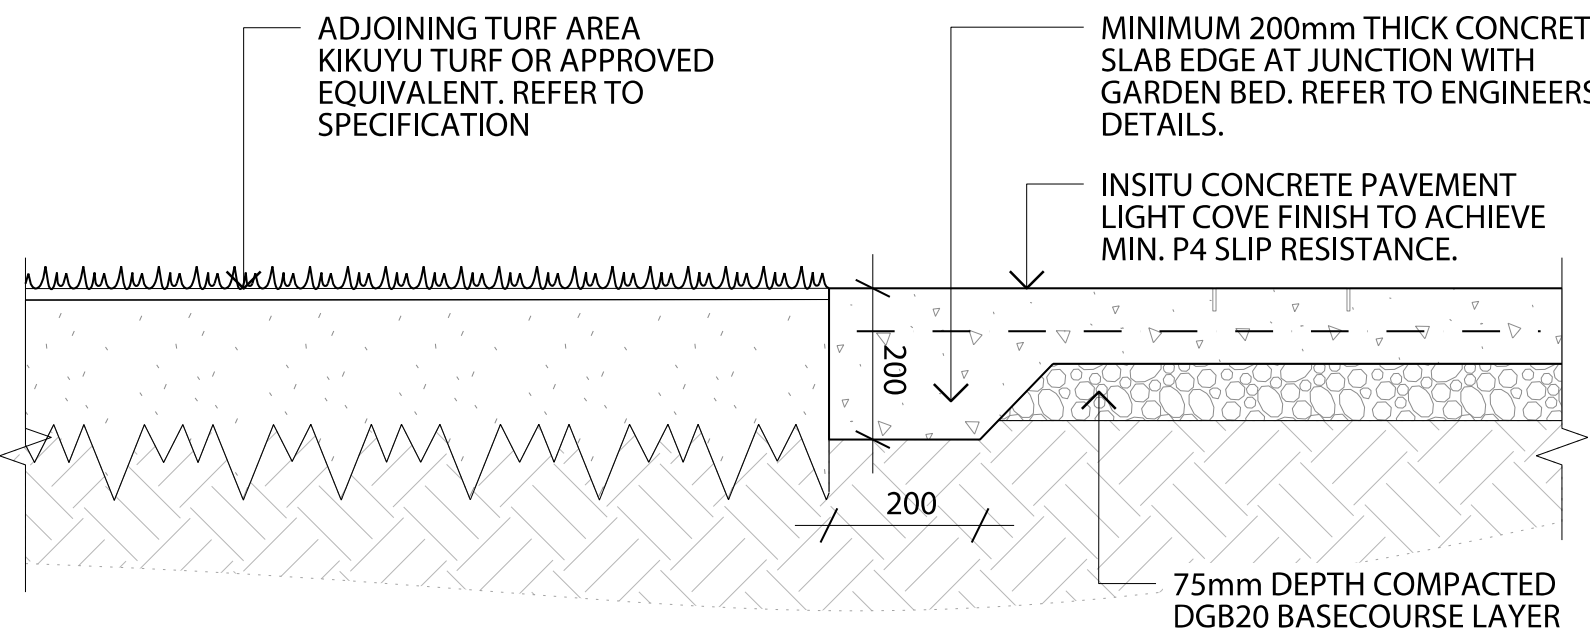 ADJOINING TURF AREA
KIKUYU TURF OR APPROVED
EQUIVALENT. REFER TO
SPECIFICATION
MINIMUM 200mm THICK CONCRET
SLAB EDGE AT JUNCTION WITH
GARDEN BED. REFER TO ENGINEERS
DETAILS.
INSITU CONCRETE PAVEMENT
LIGHT COVE FINISH TO ACHIEVE
MIN. P4 SLIP RESISTANCE.
200
200
75mm DEPTH COMPACTED
DGB20 BASECOURSE LAYER